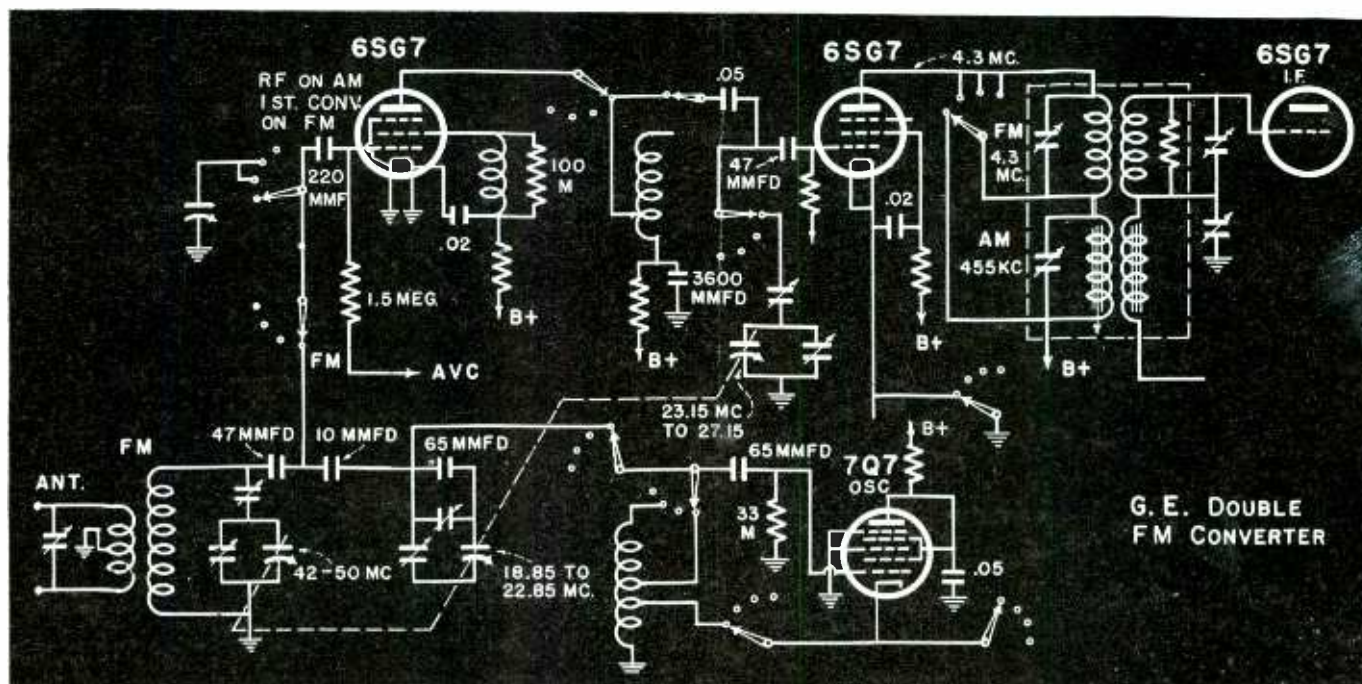 6SG7
RF ON AM
1ST. CONV.
ON FM
220
MMF
1.5 MEG.
AVC
FM
.02
100
M
B+
3600
MMFD
B+
.05
47
MMFD
6SG7
.02
B+
4.3 MC.
FM
4.3
MC.
AM
455KC
B+
6SG7
I.F.
23.15 MC
TO 27.15
FM
ANT.
47 MMFD
10 MMFD
65 MMFD
42-50 MC
18.85 TO
22.85 MC.
65 MMFD
33
M
7Q7
OSC
B+
.05
G.E. DOUBLE
FM CONVERTER